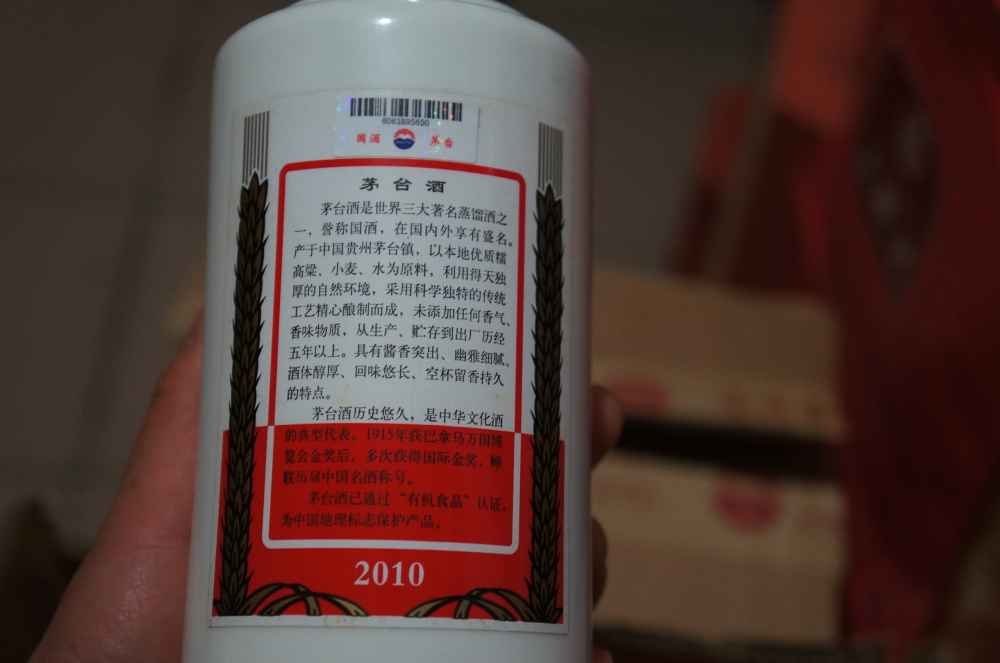 6063895650
国酒 茅台
茅台酒
茅台酒是世界三大著名蒸馏酒之
一，誉称国酒，在国内外享有盛名。
产于中国贵州茅台镇，以本地优质糯
高粱、小麦、水为原料，利用得天独
厚的自然环境，采用科学独特的传统
工艺精心酿制而成，未添加任何香气、
香味物质，从生产、贮存到出厂历经
五年以上。具有酱香突出、幽雅细腻、
酒体醇厚、回味悠长、空杯留香持久
的特点。
茅台酒历史悠久，是中华文化酒
的典型代表。1915年获巴拿马万国博
览会金奖后，多次获得国际金奖，蝉
联历届中国名酒称号。
茅台酒已通过“有机食品”认证，
为中国地理标志保护产品。
2010